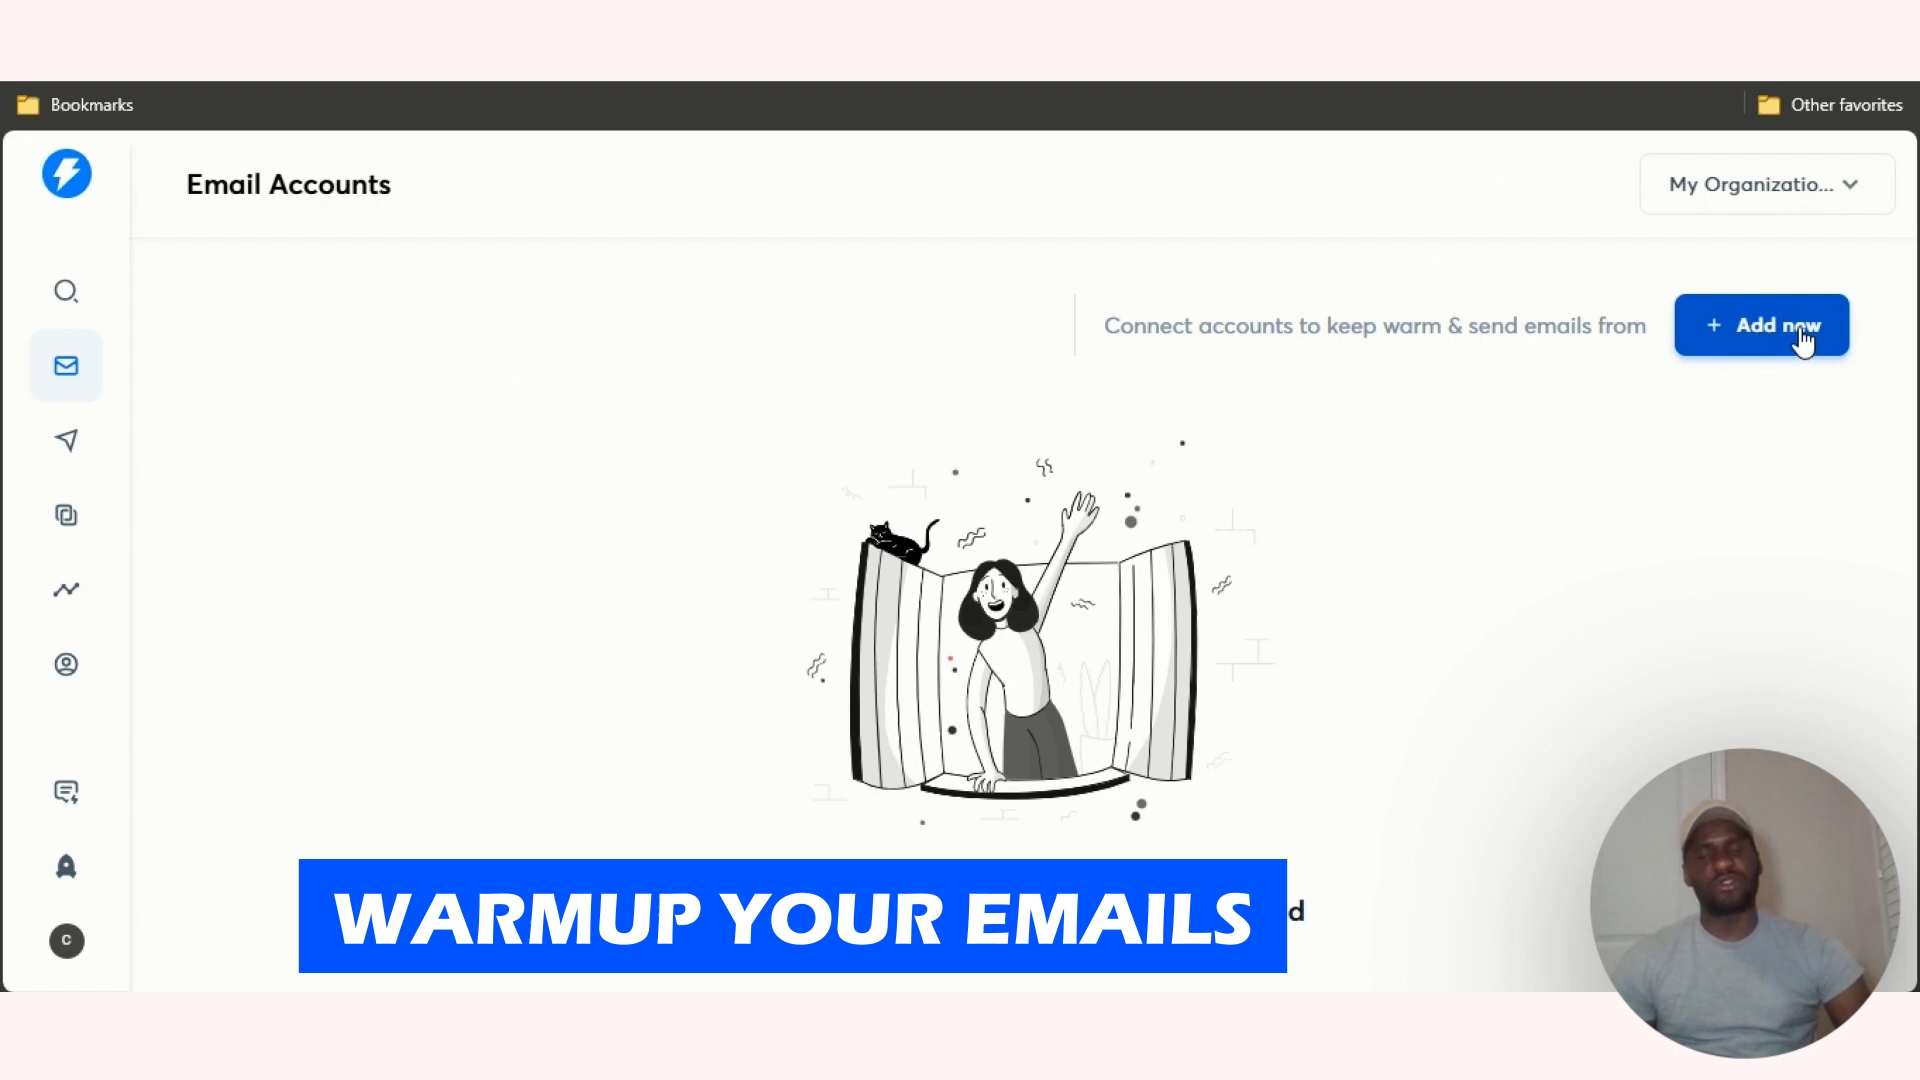 Bookmarks
Other favorites
Email Accounts
My Organizatio...
Connect accounts to keep warm & send emails from
+ Add now
WARMUP YOUR EMAILS
d
C